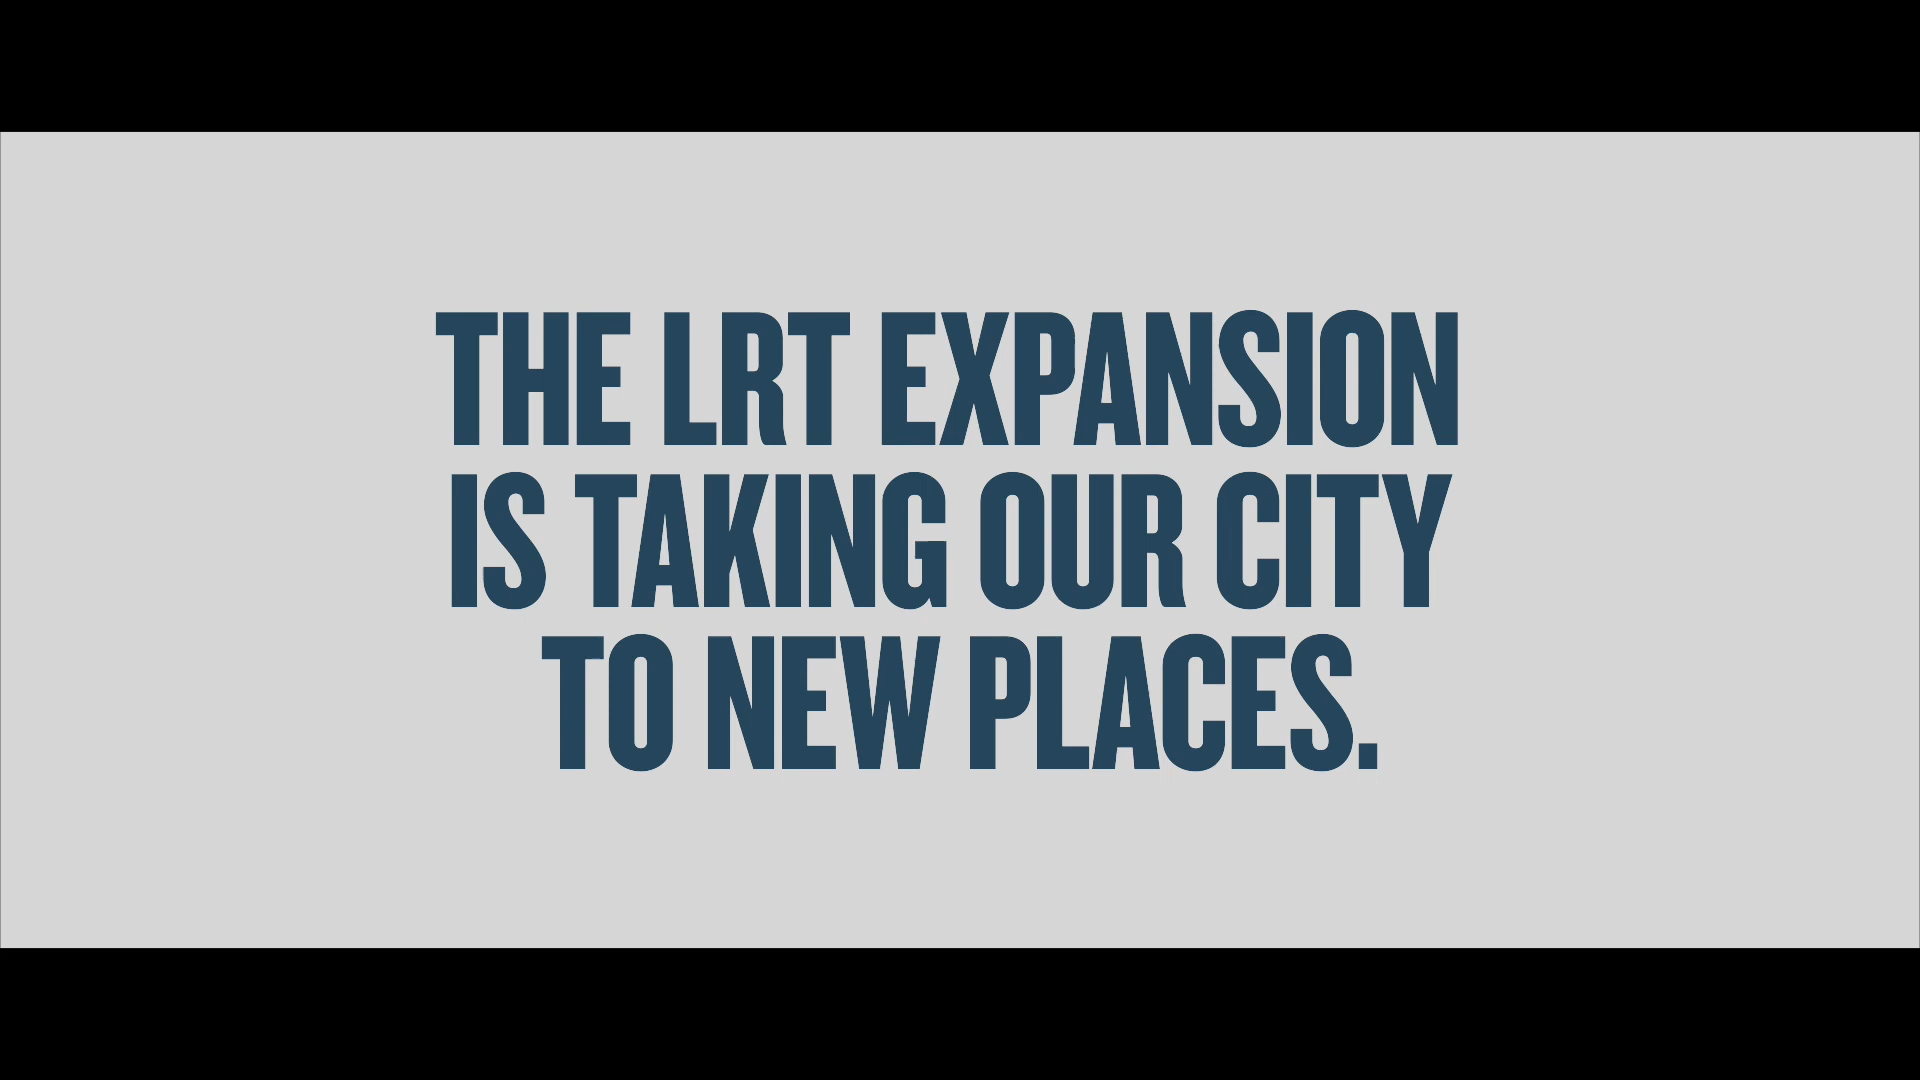 THE LRT EXPANSION
IS TAKING OUR CITY
TO NEW PLACES.